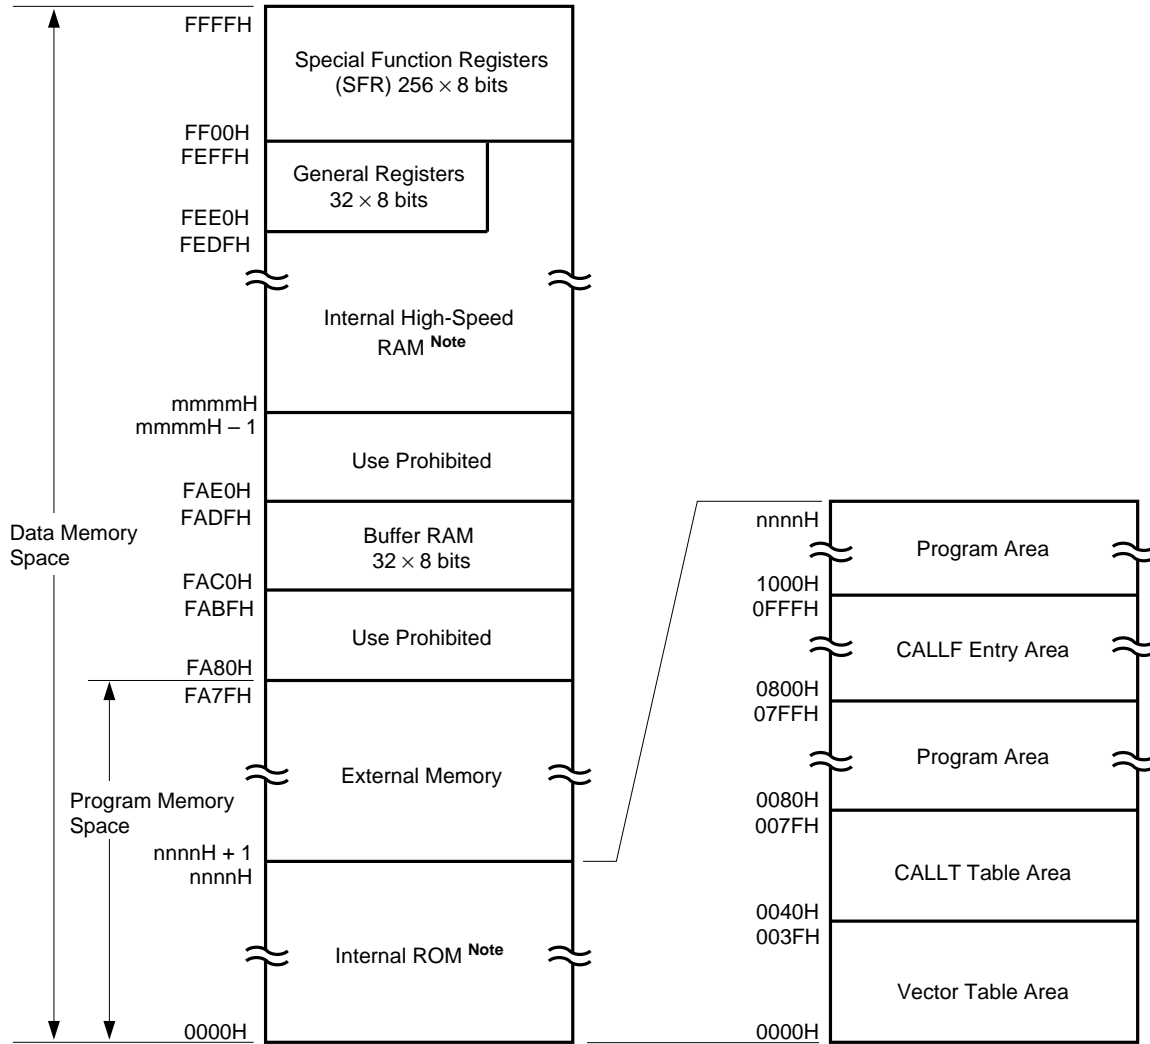 FFFFH
Special Function Registers
(SFR) 256 × 8 bits
FF00H
FEFFH
General Registers
32 × 8 bits
FEE0H
FEDFH
Internal High-Speed
RAM Note
mmmmH
mmmmH – 1
Use Prohibited
FAE0H
FADFH
Buffer RAM
32 × 8 bits
FAC0H
FABFH
Use Prohibited
FA80H
FA7FH
External Memory
nnnnH + 1
nnnnH
Internal ROM Note
0000H
Data Memory
Space
Program Memory
Space
nnnnH
Program Area
1000H
0FFFH
CALLF Entry Area
0800H
07FFH
Program Area
0080H
007FH
CALLT Table Area
0040H
003FH
Vector Table Area
0000H